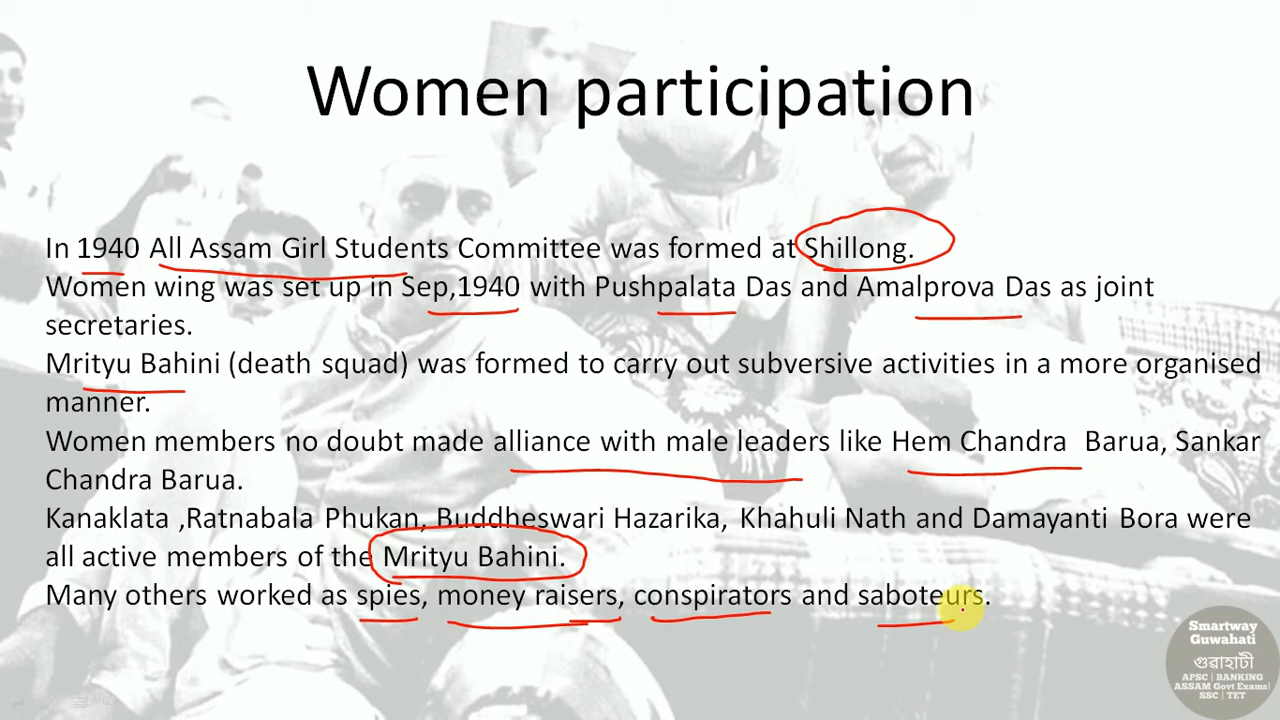 Women participation
In 1940 All Assam Girl Students Committee was formed at Shillong.
Women wing was set up in Sep,1940 with Pushpalata Das and Amalprova Das as joint
secretaries.
Mrityu Bahini (death squad) was formed to carry out subversive activities in a more organised
manner.
Women members no doubt made alliance with male leaders like Hem Chandra  Barua, Sankar
Chandra Barua.
Kanaklata ,Ratnabala Phukan, Buddheswari Hazarika, Khahuli Nath and Damayanti Bora were
all active members of the Mrityu Bahini.
Many others worked as spies, money raisers, conspirators and saboteurs.
Smartway
Guwahati
গুৱাহাটী
APSC | BANKING
ASSAM Govt Exams|
SSC | TET